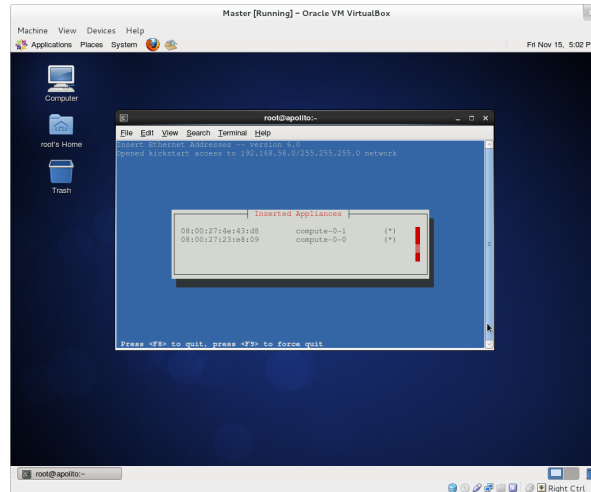 Master [Running] - Oracle VM VirtualBox
Machine View Devices Help
Applications Places System Fri Nov 15, 5:02 P
Computer
root's Home
Trash
root@apolito:~
File Edit View Search Terminal Help
Insert Ethernet Addresses -- version 6.0
Opened kickstart access to 192.168.56.0/255.255.255.0 network
Inserted Appliances
08:00:27:4e:43:d8 compute-0-1 (*)
08:00:27:23:e8:09 compute-0-0 (*)
Press <F8> to quit, press <F9> to force quit
root@apolito:~
Right Ctrl